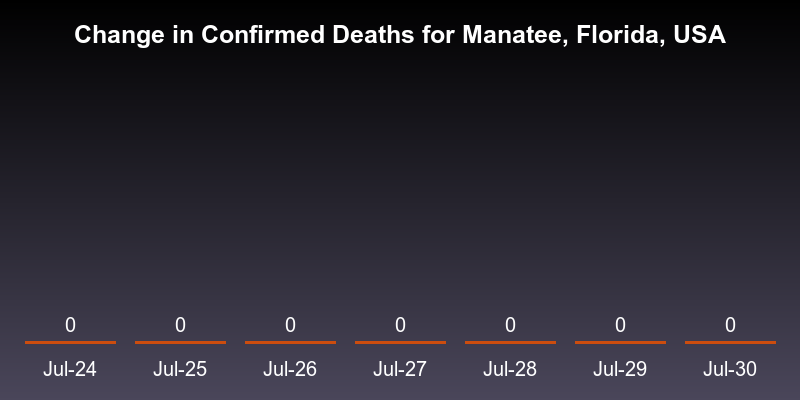 Change in Confirmed Deaths for Manatee, Florida, USA
0 0 0 0 0 0 0
Jul-24 Jul-25 Jul-26 Jul-27 Jul-28 Jul-29 Jul-30